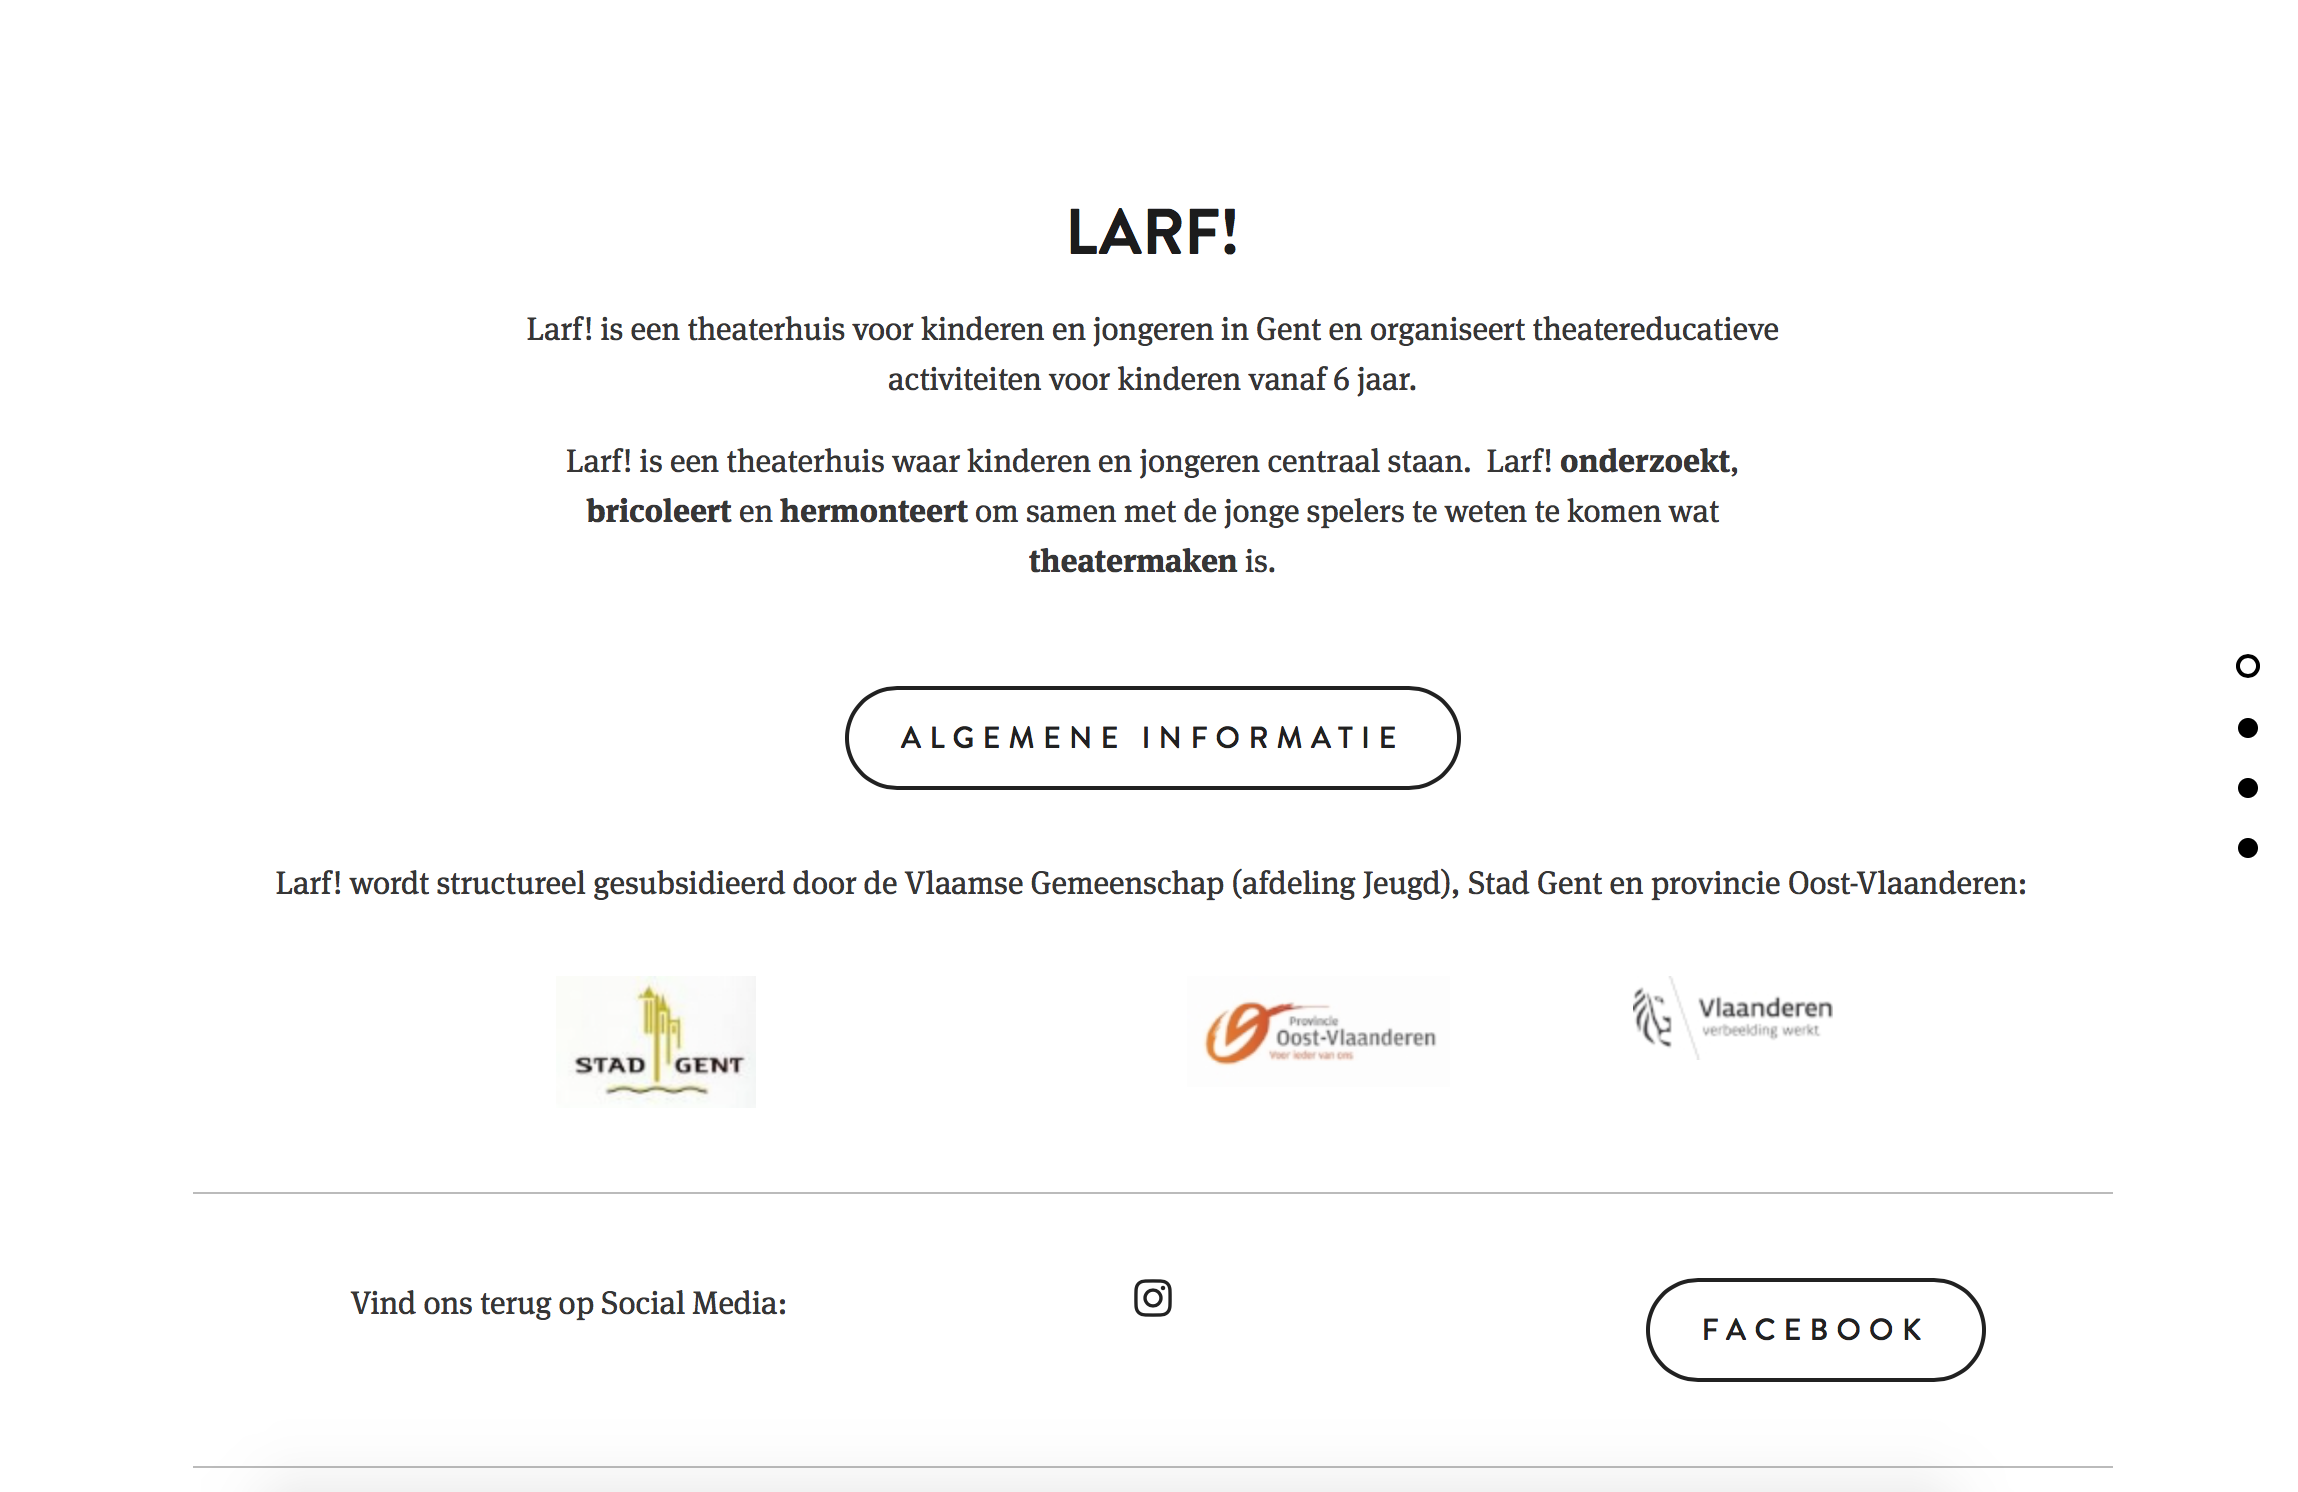 LARF!
Larf! is een theaterhuis voor kinderen en jongeren in Gent en organiseert theatereducatieve
activiteiten voor kinderen vanaf 6 jaar.
Larf! is een theaterhuis waar kinderen en jongeren centraal staan.  Larf! onderzoekt,
bricoleert en hermonteert om samen met de jonge spelers te weten te komen wat
theatermaken is.
ALGEMENE INFORMATIE
Larf! wordt structureel gesubsidieerd door de Vlaamse Gemeenschap (afdeling Jeugd), Stad Gent en provincie Oost-Vlaanderen:
STAD GENT
Provincie
Oost-Vlaanderen
Voor ieder van ons
Vlaanderen
verbeelding werkt
Vind ons terug op Social Media:
FACEBOOK